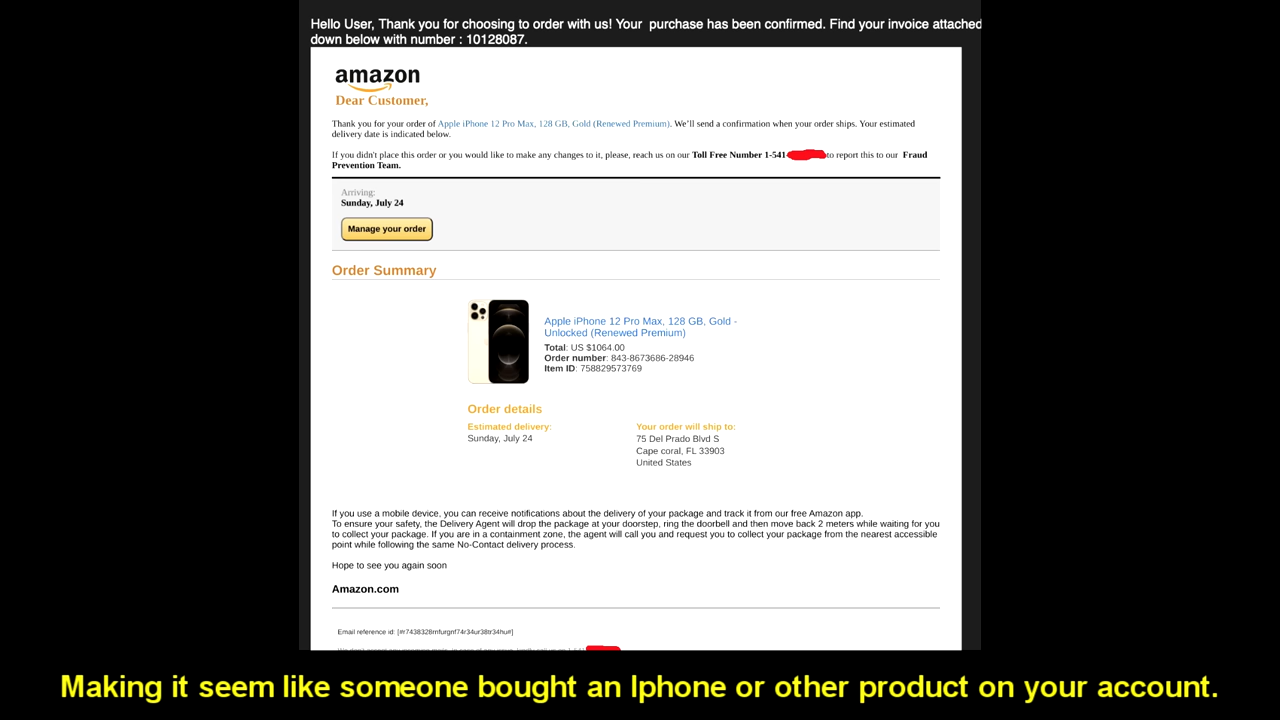 Hello User, Thank you for choosing to order with us! Your  purchase has been confirmed. Find your invoice attached
down below with number : 10128087.
amazon
Dear Customer,
Thank you for your order of Apple iPhone 12 Pro Max, 128 GB, Gold (Renewed Premium). We'll send a confirmation when your order ships. Your estimated
delivery date is indicated below.
If you didn't place this order or you would like to make any changes to it, please, reach us on our Toll Free Number 1-541 to report this to our Fraud
Prevention Team.
Arriving:
Sunday, July 24
Manage your order
Order Summary
Apple iPhone 12 Pro Max, 128 GB, Gold -
Unlocked (Renewed Premium)
Total: US $1064.00
Order number: 843-8673686-28946
Item ID: 758829573769
Order details
Estimated delivery:
Sunday, July 24
Your order will ship to:
75 Del Prado Blvd S
Cape coral, FL 33903
United States
If you use a mobile device, you can receive notifications about the delivery of your package and track it from our free Amazon app.
To ensure your safety, the Delivery Agent will drop the package at your doorstep, ring the doorbell and then move back 2 meters while waiting for you
to collect your package. If you are in a containment zone, the agent will call you and request you to collect your package from the nearest accessible
point while following the same No-Contact delivery process.
Hope to see you again soon
Amazon.com
Email reference id:
Making it seem like someone bought an Iphone or other product on your account.